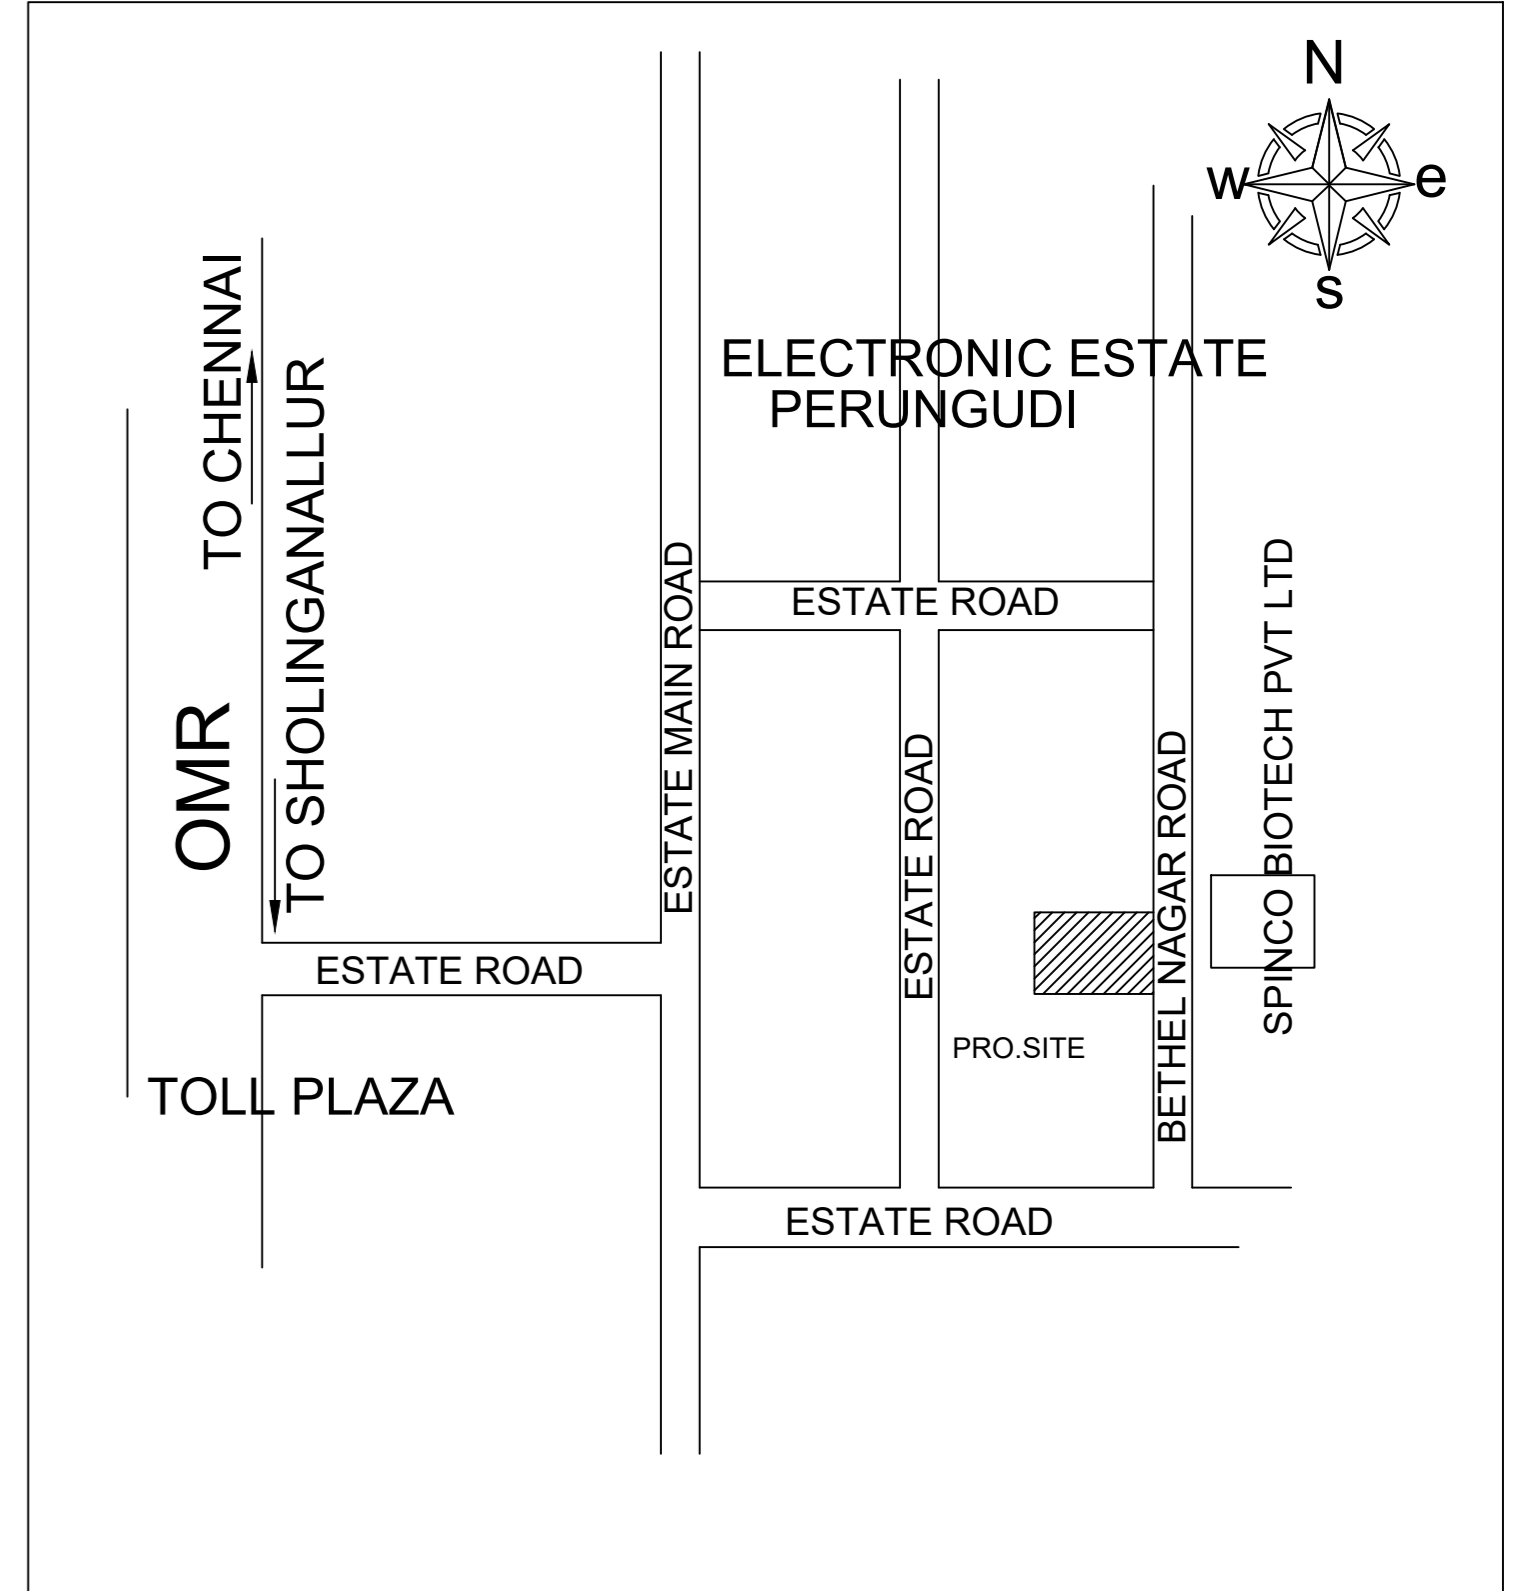 N
w
e
s
TO CHENNAI
TO SHOLINGANALLUR
OMR
ELECTRONIC ESTATE
PERUNGUDI
ESTATE ROAD
ESTATE MAIN ROAD
ESTATE ROAD
BETHEL NAGAR ROAD
SPINCO BIOTECH PVT LTD
ESTATE ROAD
PRO.SITE
TOLL PLAZA
ESTATE ROAD